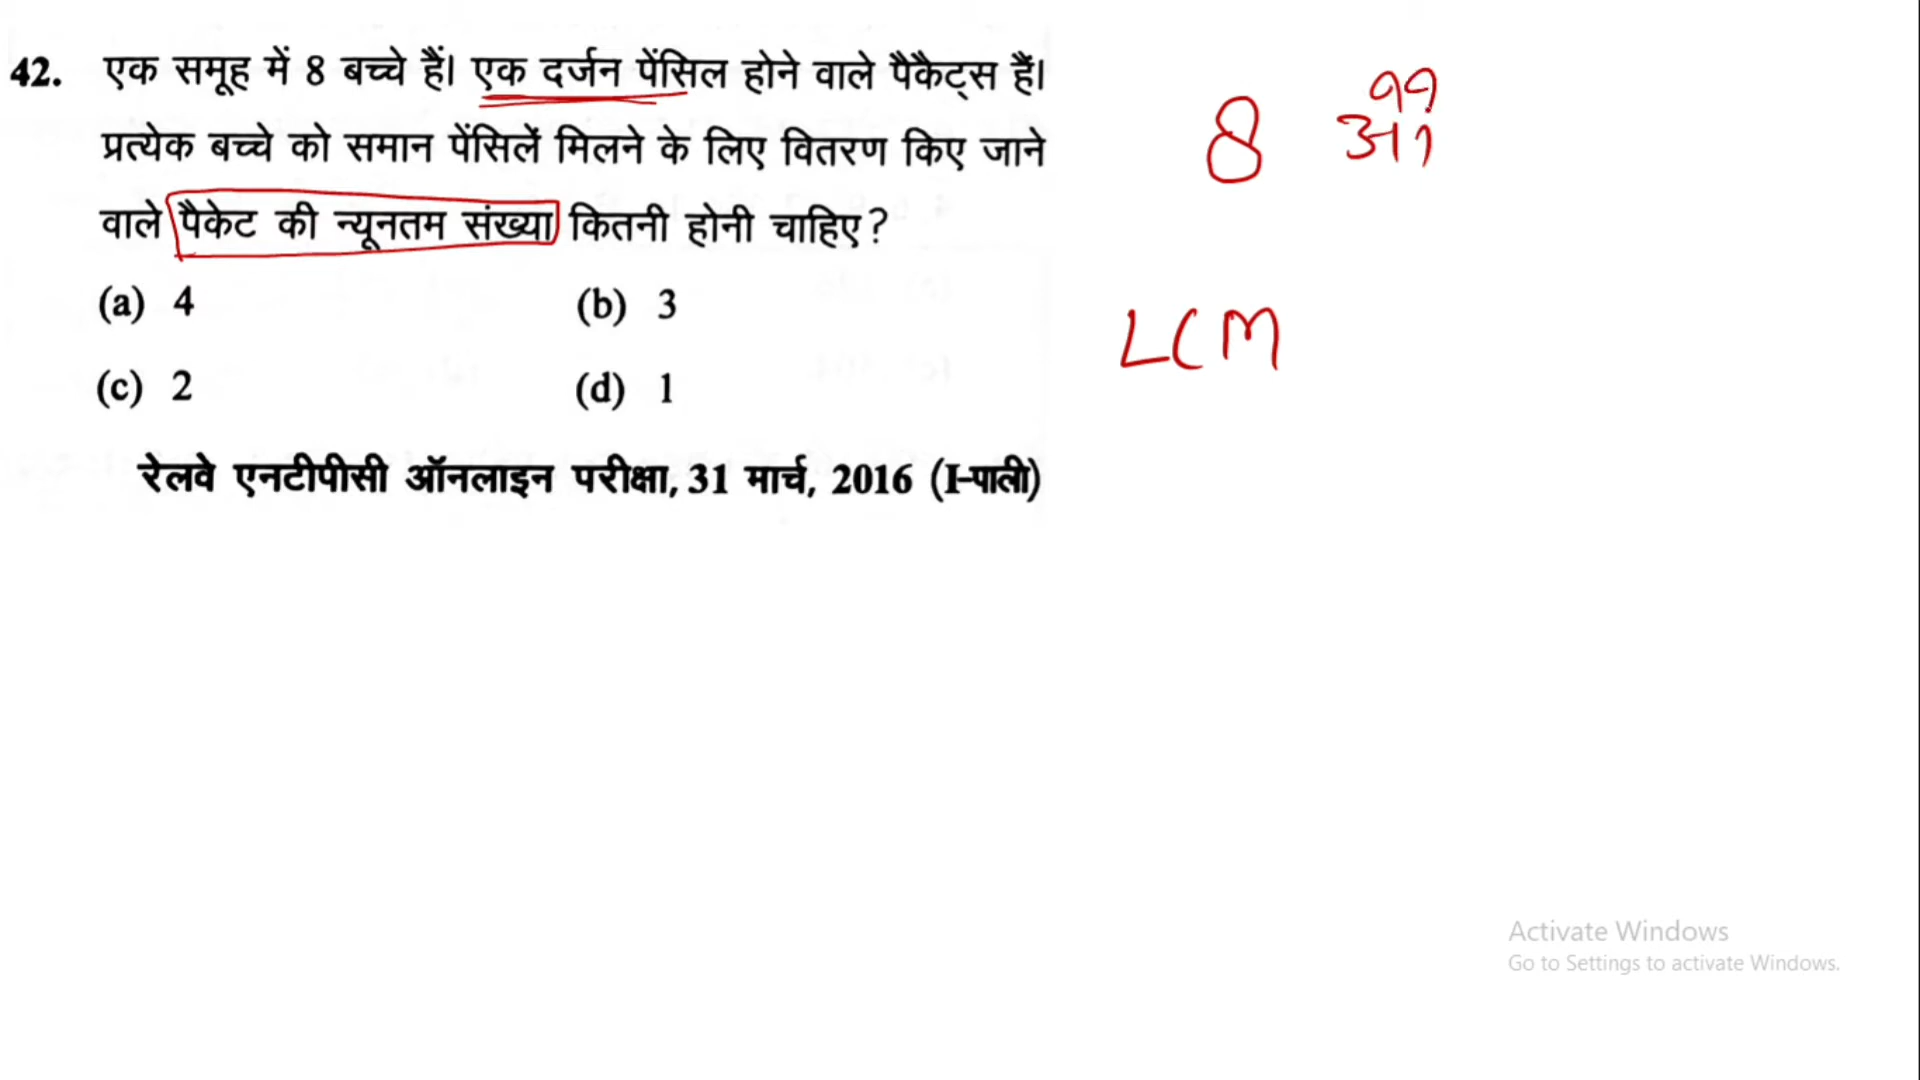 42. एक समूह में 8 बच्चे हैं। एक दर्जन पेंसिल होने वाले पैकैट्स हैं।
प्रत्येक बच्चे को समान पेंसिलें मिलने के लिए वितरण किए जाने
वाले पैकेट की न्यूनतम संख्या कितनी होनी चाहिए?
(a) 4 (b) 3
(c) 2 (d) 1
रेलवे एनटीपीसी ऑनलाइन परीक्षा, 31 मार्च, 2016 (I-पाली)
8
LCM
Activate Windows
Go to Settings to activate Windows.